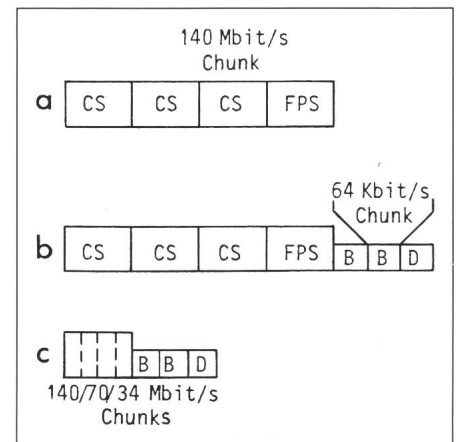 140 Mbit/s
Chunk
a CS CS CS FPS
64 Kbit/s
Chunk
b CS CS CS FPS B B D
c B B D
140/70/34 Mbit/s
Chunks